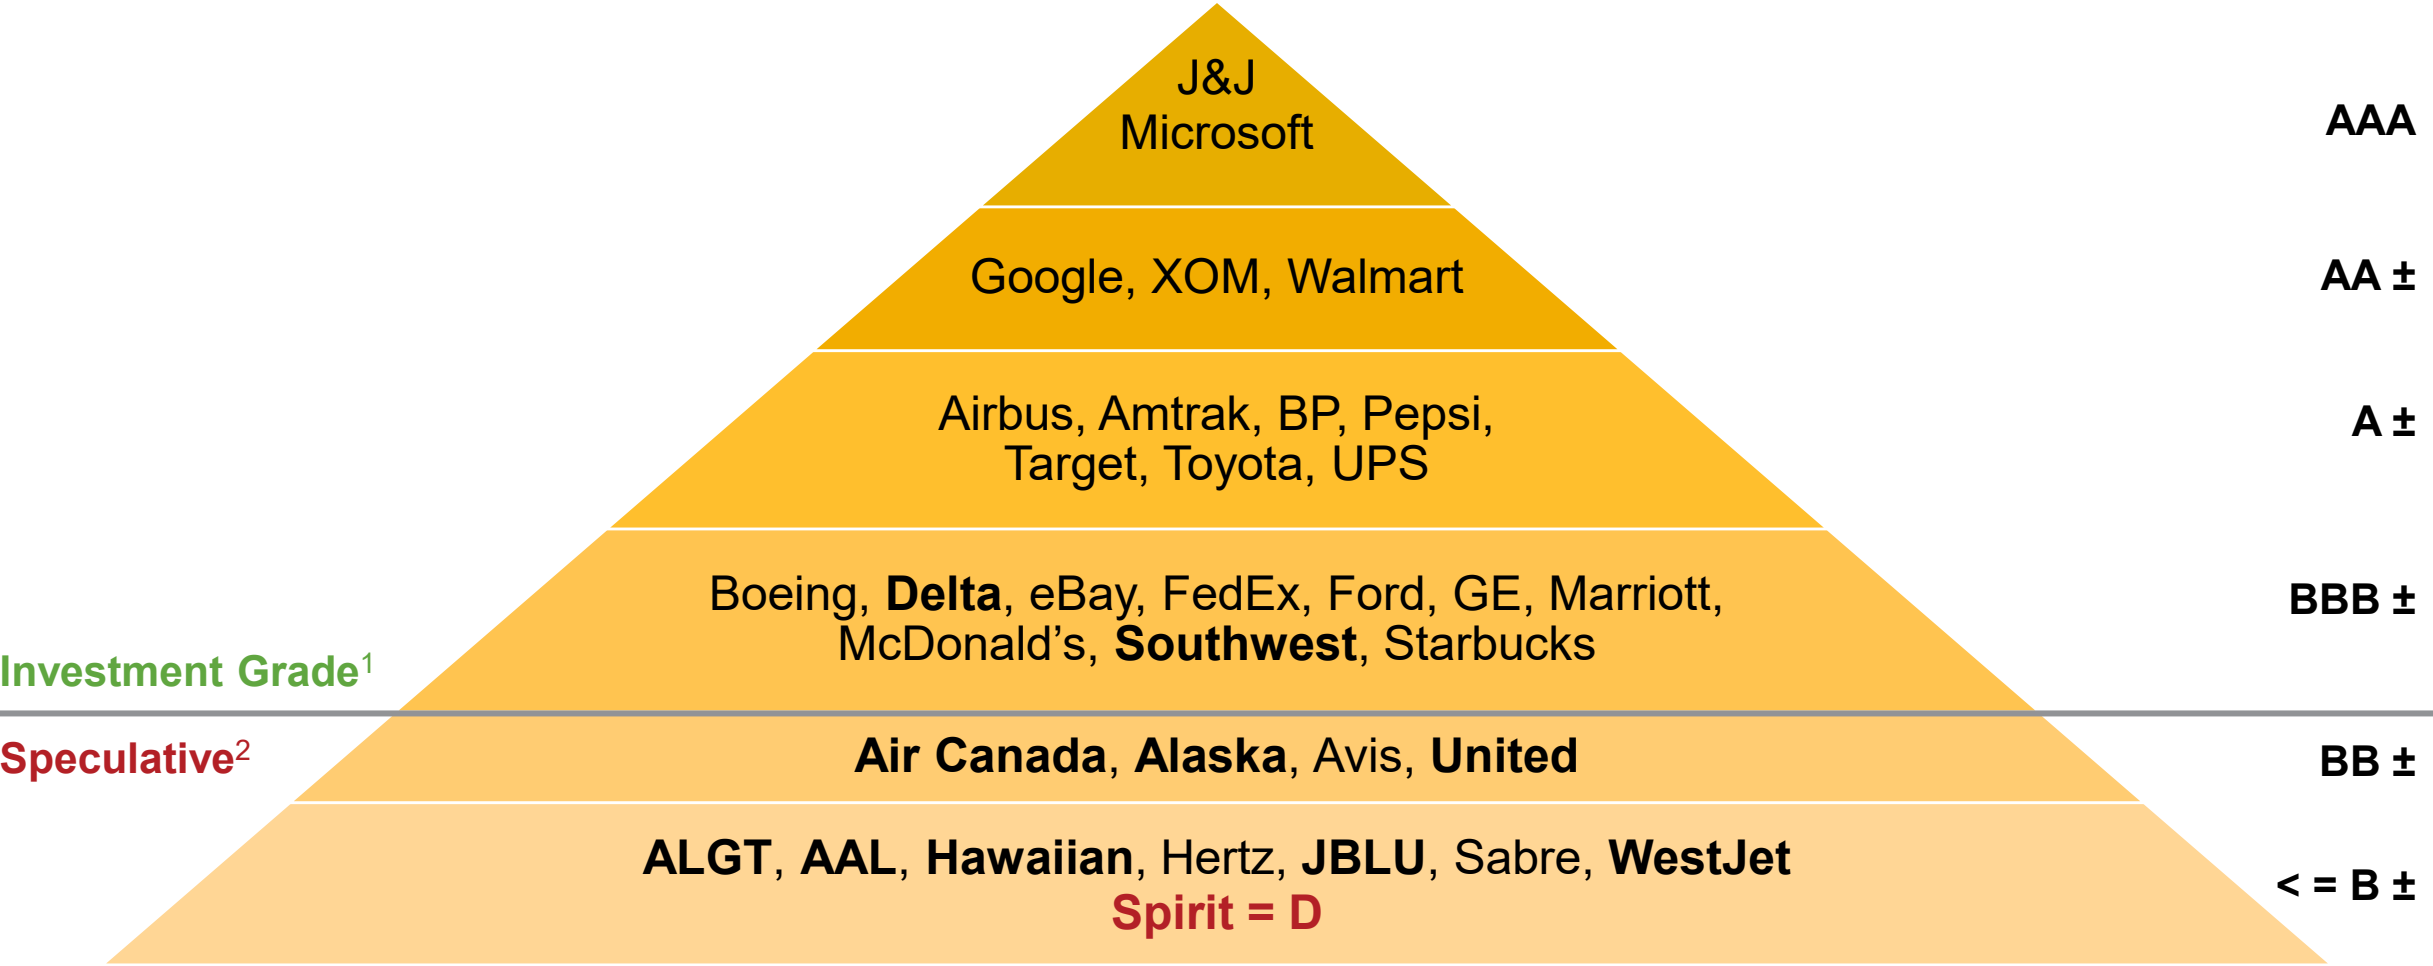 J&J
Microsoft
AAA
Google, XOM, Walmart
AA ±
Airbus, Amtrak, BP, Pepsi,
Target, Toyota, UPS
A ±
Boeing, Delta, eBay, FedEx, Ford, GE, Marriott,
McDonald’s, Southwest, Starbucks
BBB ±
Investment Grade¹
Speculative²
Air Canada, Alaska, Avis, United
BB ±
ALGT, AAL, Hawaiian, Hertz, JBLU, Sabre, WestJet
Spirit = D
< = B ±